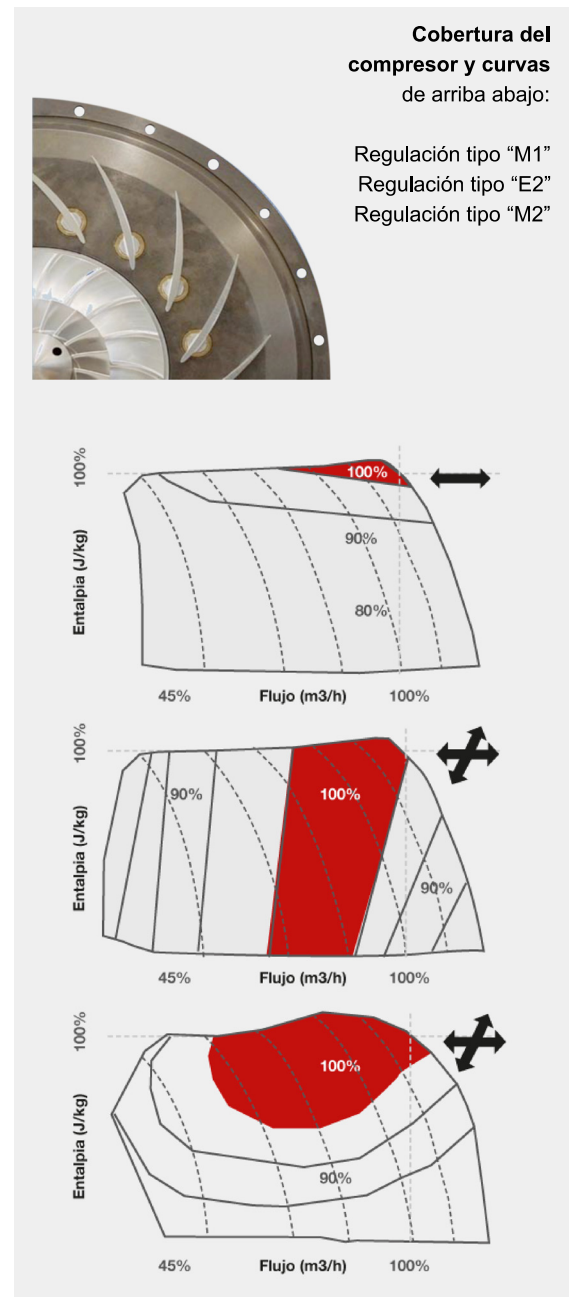 Cobertura del
compresor y curvas
de arriba abajo:
Regulación tipo “M1”
Regulación tipo “E2”
Regulación tipo “M2”
100%
Entalpia (J/kg)
100%
90%
80%
45%
Flujo (m3/h)
100%
100%
Entalpia (J/kg)
90%
100%
90%
45%
Flujo (m3/h)
100%
100%
Entalpia (J/kg)
100%
90%
45%
Flujo (m3/h)
100%